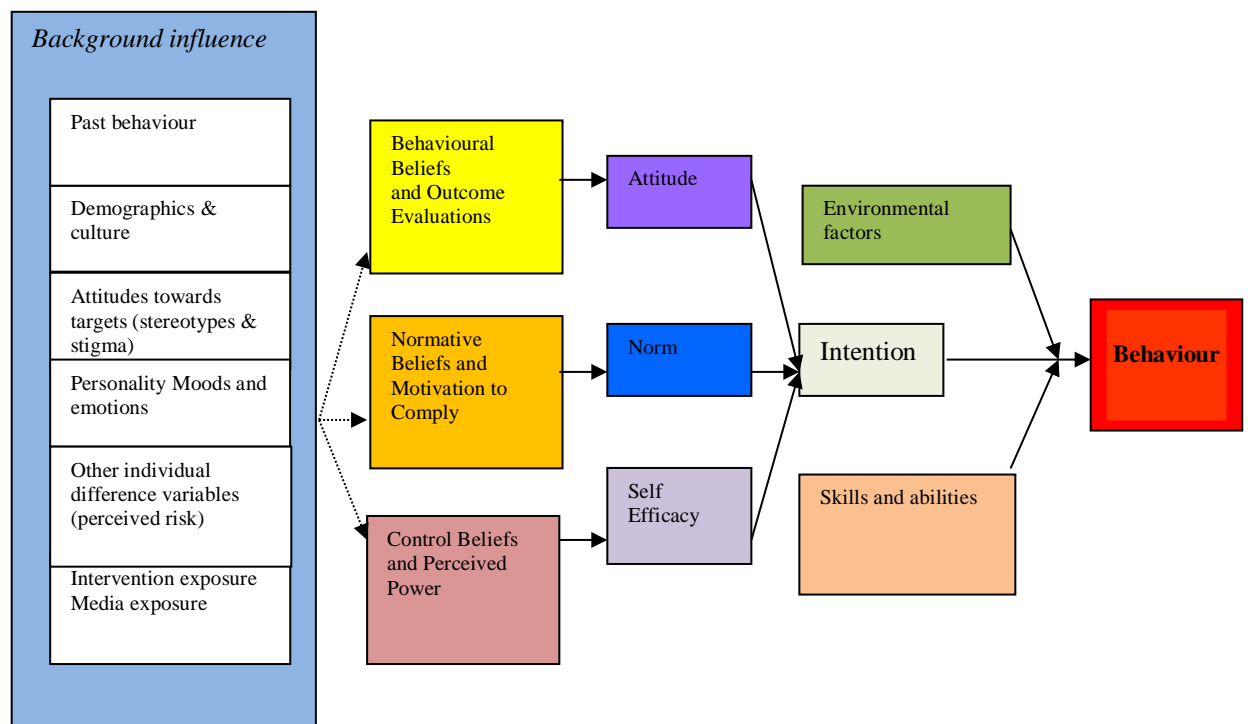 Background influence
Past behaviour
Demographics &
culture
Attitudes towards
targets (stereotypes &
stigma)
Personality Moods and
emotions
Other individual
difference variables
(perceived risk)
Intervention exposure
Media exposure
Behavioural
Beliefs
and Outcome
Evaluations
Normative
Beliefs and
Motivation to
Comply
Control Beliefs
and Perceived
Power
Attitude
Norm
Self
Efficacy
Environmental
factors
Intention
Skills and abilities
Behaviour